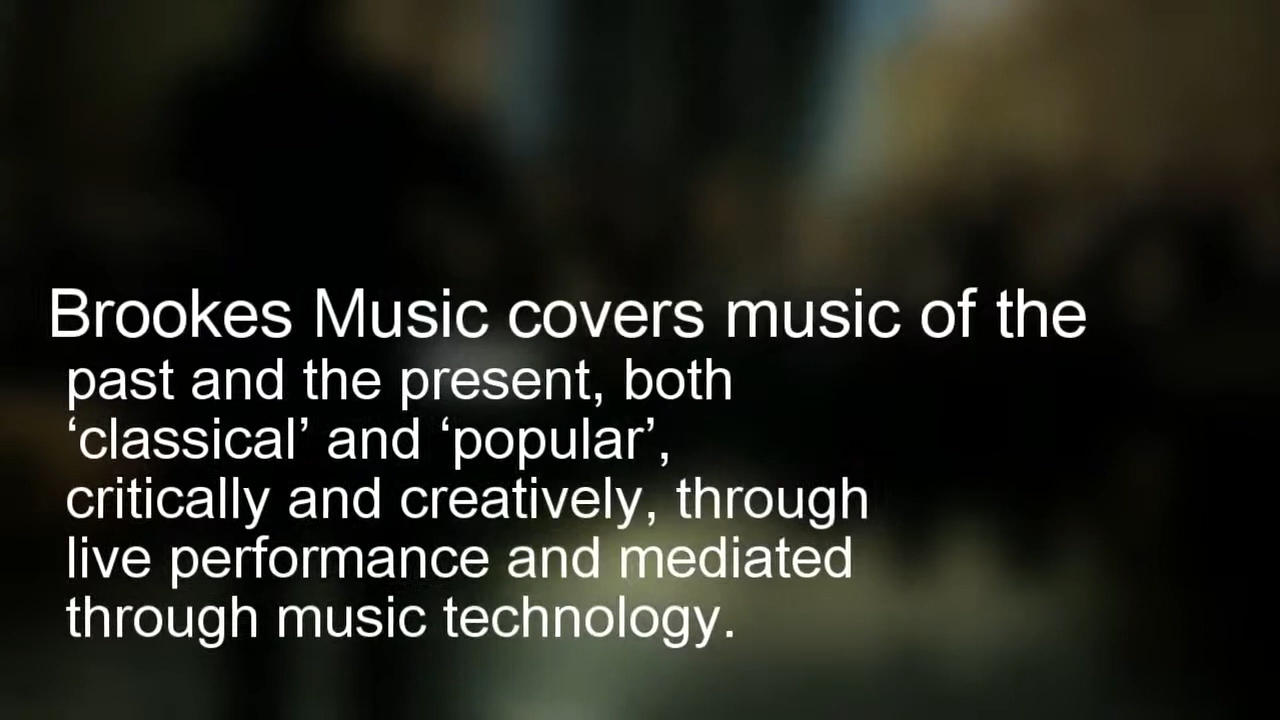 Brookes Music covers music of the
past and the present, both
‘classical’ and ‘popular’,
critically and creatively, through
live performance and mediated
through music technology.